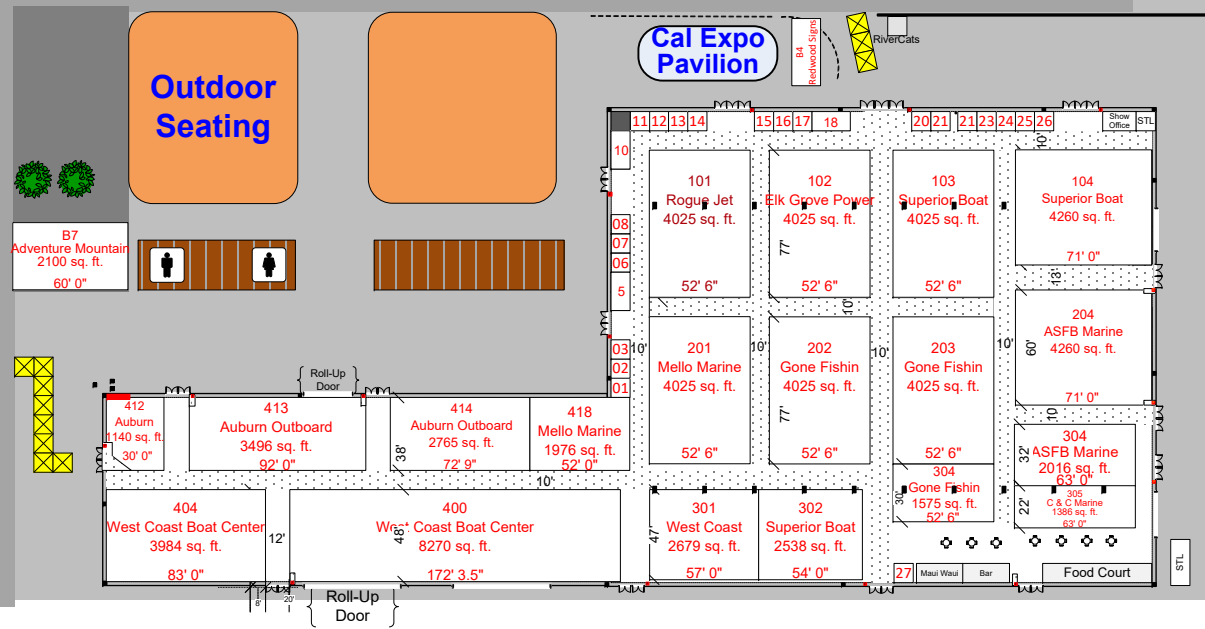 Outdoor
Seating
Cal Expo
Pavilion
B4
Redwood Signs
RiverCats
11 12 13 14
15 16 17 18
20 21 21 23 24 25 26
Show
Office
STL
10
08
07
06
5
03
02
01
101
Rogue Jet
4025 sq. ft.
52' 6"
102
Elk Grove Power
4025 sq. ft.
77'
52' 6"
103
Superior Boat
4025 sq. ft.
52' 6"
10'
104
Superior Boat
4260 sq. ft.
71' 0"
13'
10'
B7
Adventure Mountain
2100 sq. ft.
60' 0"
10'
201
Mello Marine
4025 sq. ft.
52' 6"
10'
202
Gone Fishin
4025 sq. ft.
77'
52' 6"
10'
203
Gone Fishin
4025 sq. ft.
52' 6"
10'
204
ASFB Marine
4260 sq. ft.
60'
71' 0"
10
Roll-Up
Door
412
Auburn
1140 sq. ft.
30' 0"
413
Auburn Outboard
3496 sq. ft.
92' 0"
414
Auburn Outboard
2765 sq. ft.
38'
72' 9"
418
Mello Marine
1976 sq. ft.
52' 0"
10'
304
Gone Fishin
1575 sq. ft.
30'
52' 6"
304
ASFB Marine
2016 sq. ft.
32'
63' 0"
305
C & C Marine
1386 sq. ft.
22'
63' 0"
404
West Coast Boat Center
3984 sq. ft.
83' 0"
12'
400
West Coast Boat Center
8270 sq. ft.
48'
172' 3.5"
301
West Coast
2679 sq. ft.
47'
57' 0"
302
Superior Boat
2538 sq. ft.
54' 0"
27
Maui Waui
Bar
Food Court
STL
8'
20'
Roll-Up
Door